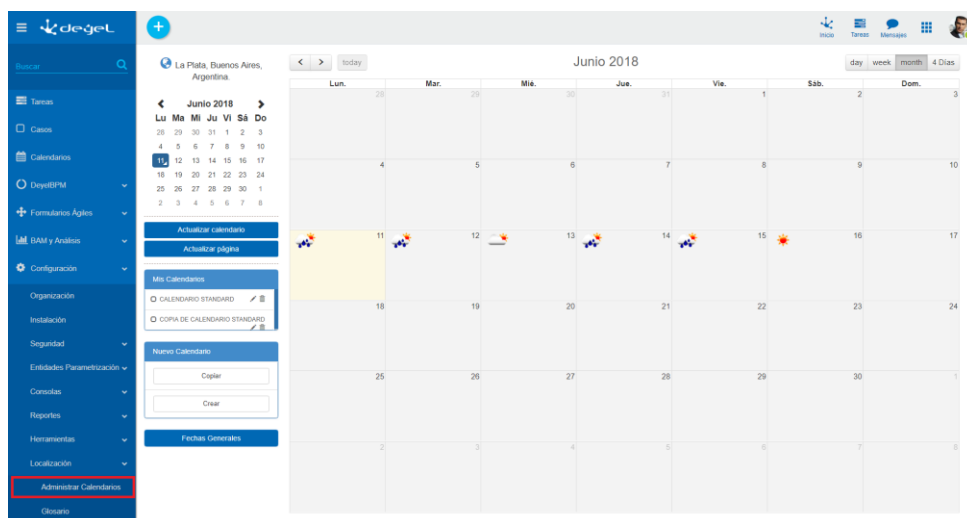 deyel
Inicio
Tareas
Mensajes
Buscar
Tareas
Casos
Calendarios
DeyelBPM
Formularios Ágiles
BAM y Análisis
Configuración
Organización
Instalación
Seguridad
Entidades Parametrización
Consolas
Reportes
Herramientas
Localización
Administrar Calendarios
Glosario
La Plata, Buenos Aires,
Argentina.
Junio 2018
Lu Ma Mi Ju Vi Sá Do
28 29 30 31 1 2 3
4 5 6 7 8 9 10
11 12 13 14 15 16 17
18 19 20 21 22 23 24
25 26 27 28 29 30 1
2 3 4 5 6 7 8
Actualizar calendario
Actualizar página
Mis Calendarios
CALENDARIO STANDARD
COPIA DE CALENDARIO STANDARD
Nuevo Calendario
Copiar
Crear
Fechas Generales
today
Junio 2018
day week month 4 Días
Lun. Mar. Mié. Jue. Vie. Sáb. Dom.
28 29 30 31 1 2 3
4 5 6 7 8 9 10
11 12 13 14 15 16 17
18 19 20 21 22 23 24
25 26 27 28 29 30 1
2 3 4 5 6 7 8